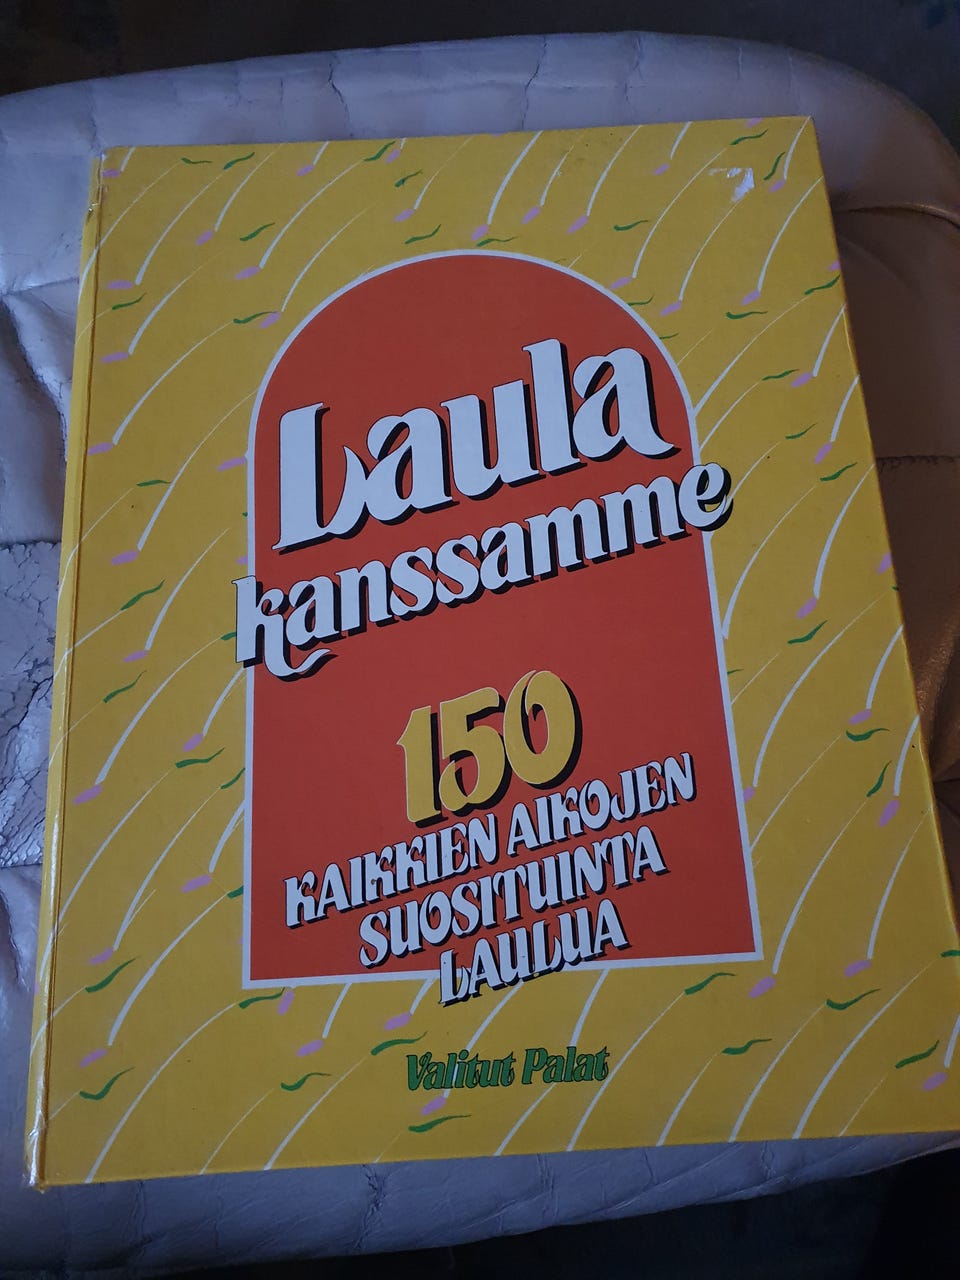 Laula
kanssamme
150
KAIKKIEN AIKOJEN
SUOSITUINTA
LAULUA
Valitut Palat